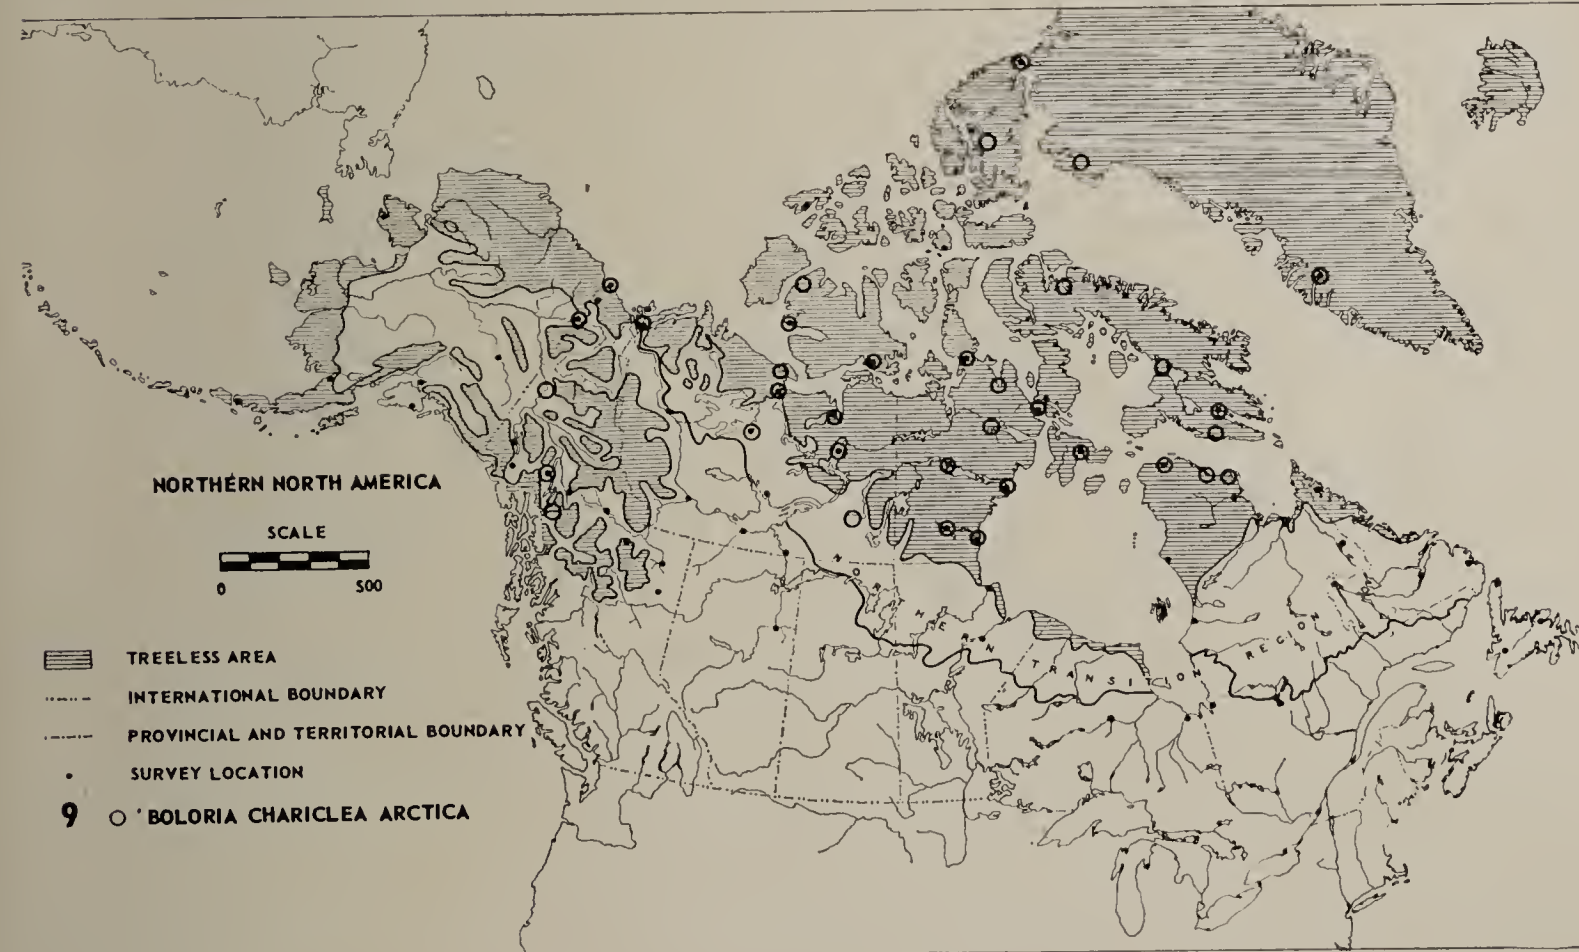 NORTHERN NORTH AMERICA
SCALE
0 500
TREELESS AREA
INTERNATIONAL BOUNDARY
PROVINCIAL AND TERRITORIAL BOUNDARY
SURVEY LOCATION
9 BOLORIA CHARICLEA ARCTICA
NORTHERN TRANSITION REGION